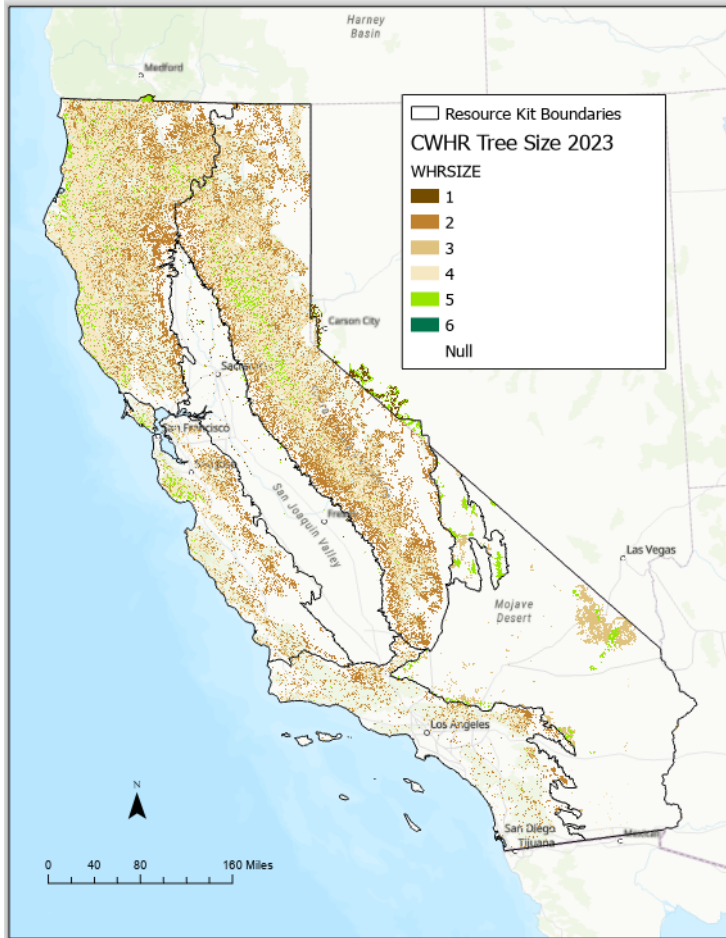 Harney
Basin
Medford
Resource Kit Boundaries
CWHR Tree Size 2023
WHRSIZE
1
2
3
4
5
6
Null
Carson City
San Francisco
San Joaquin Valley
Las Vegas
Mojave
Desert
Los Angeles
N
San Diego
Tijuana
0 40 80 160 Miles